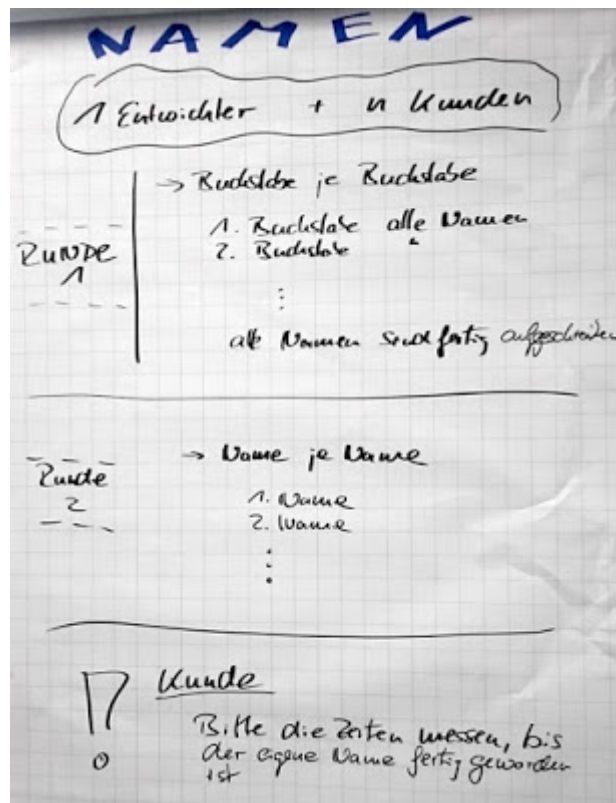 NAMEN
1 Entwickler + n Kunden
→ Buchstabe je Buchstabe
1. Buchstabe alle Namen
2. Buchstabe "
RUNDE
1
⋮
alle Namen sind fertig aufgeschrieben
→ Name je Name
Runde
2
1. Name
2. Name
⋮
! Kunde
Bitte die Zeiten messen, bis
der eigene Name fertig geworden
ist